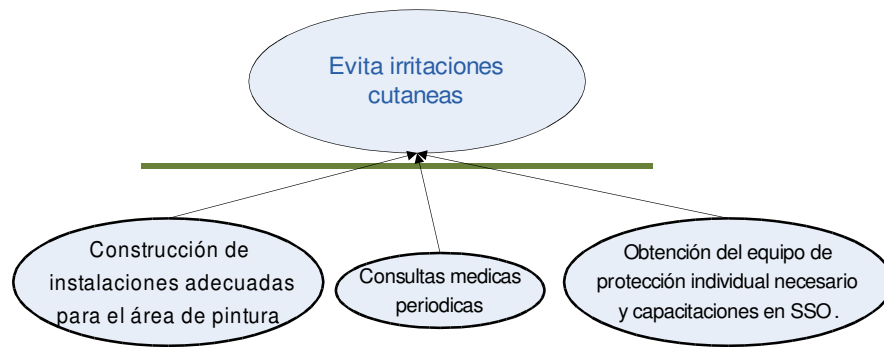 Evita irritaciones
cutaneas
Construcción de
instalaciones adecuadas
para el área de pintura
Consultas medicas
periodicas
Obtención del equipo de
protección individual necesario
y capacitaciones en SSO.